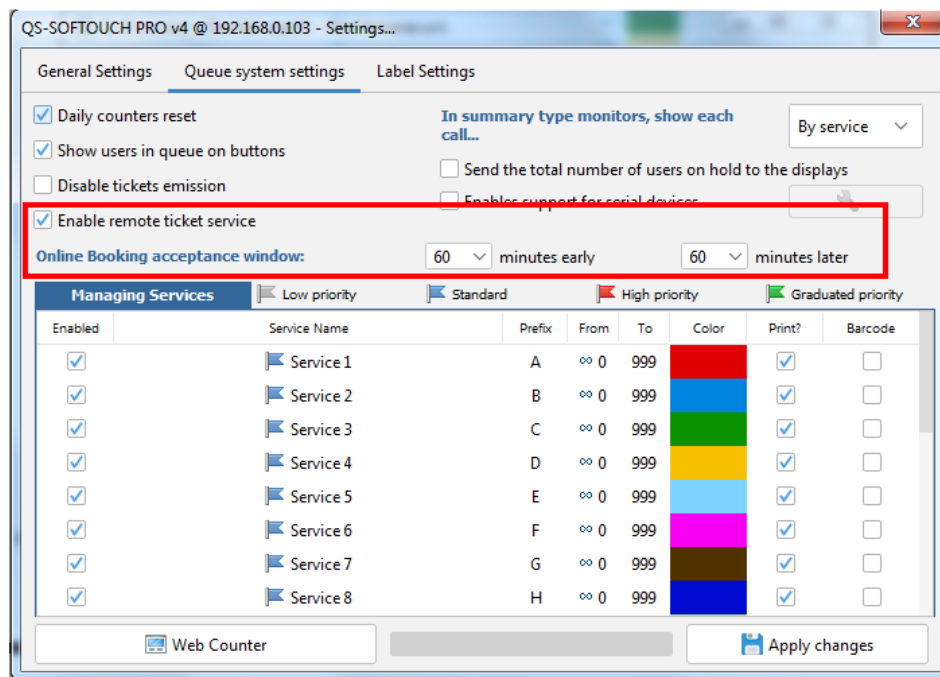 QS-SOFTOUCH PRO v4 @ 192.168.0.103 - Settings...
General Settings Queue system settings Label Settings
Daily counters reset
In summary type monitors, show each
call...
By service
Show users in queue on buttons
Send the total number of users on hold to the displays
Disable tickets emission
Enables support for serial devices
Enable remote ticket service
Online Booking acceptance window: 60 minutes early 60 minutes later
Managing Services Low priority Standard High priority Graduated priority
Enabled Service Name Prefix From To Color Print? Barcode
Service 1 A ∞ 0 999
Service 2 B ∞ 0 999
Service 3 C ∞ 0 999
Service 4 D ∞ 0 999
Service 5 E ∞ 0 999
Service 6 F ∞ 0 999
Service 7 G ∞ 0 999
Service 8 H ∞ 0 999
Web Counter Apply changes